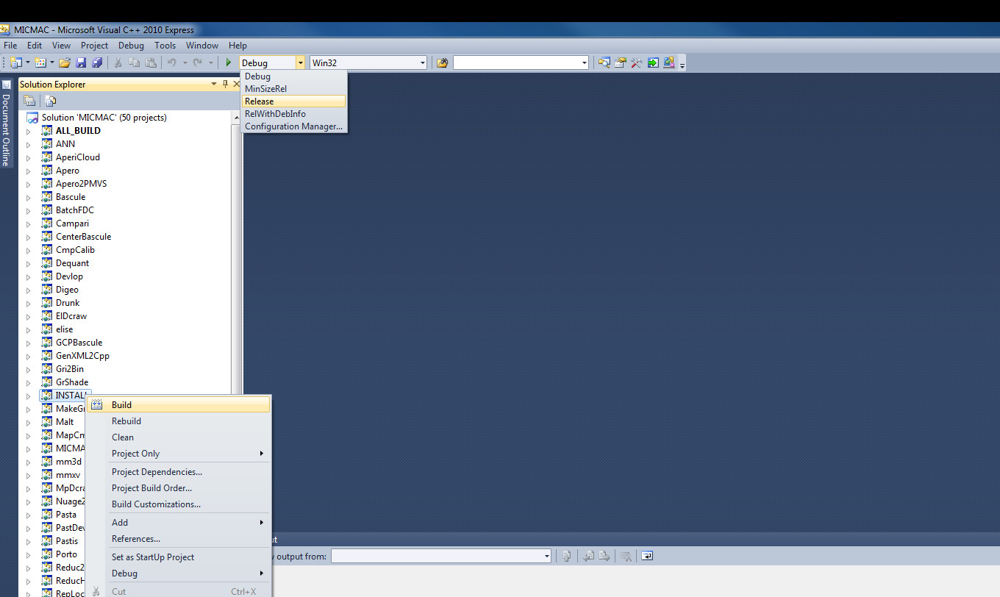 MICMAC - Microsoft Visual C++ 2010 Express
File Edit View Project Debug Tools Window Help
Debug Win32
Debug
MinSizeRel
Release
RelWithDebInfo
Configuration Manager...
Document Outline
Solution Explorer
Solution 'MICMAC' (50 projects)
ALL_BUILD
ANN
AperiCloud
Apero
Apero2PMVS
Bascule
BatchFDC
Campari
CenterBascule
CmpCalib
Dequant
Devlop
Digeo
Drunk
ElDcraw
elise
GCPBascule
GenXML2Cpp
Gri2Bin
GrShade
INSTALL
MakeGr
Malt
MapCm
MICMA
mm3d
mmxv
MpDcra
Nuage2
Pasta
PastDev
Pastis
Porto
Reduc2
ReducH
RepLoc
Build
Rebuild
Clean
Project Only
Project Dependencies...
Project Build Order...
Build Customizations...
Add
References...
Set as StartUp Project
Debug
Cut Ctrl+X
ut
w output from: